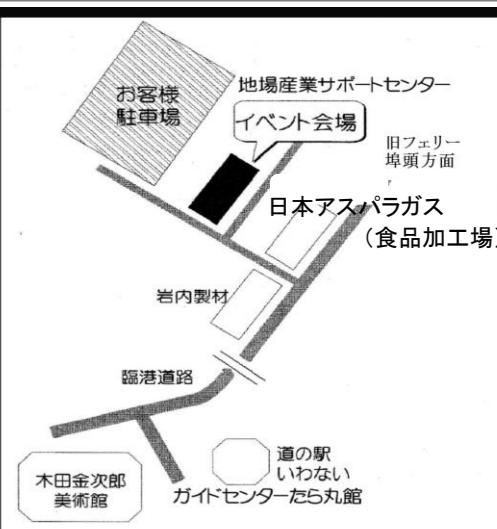 お客様
駐車場
地場産業サポートセンター
イベント会場
旧フェリー
埠頭方面
日本アスパラガス
（食品加工場）
岩内製材
臨港道路
木田金次郎
美術館
道の駅
いわない
ガイドセンターたら丸館